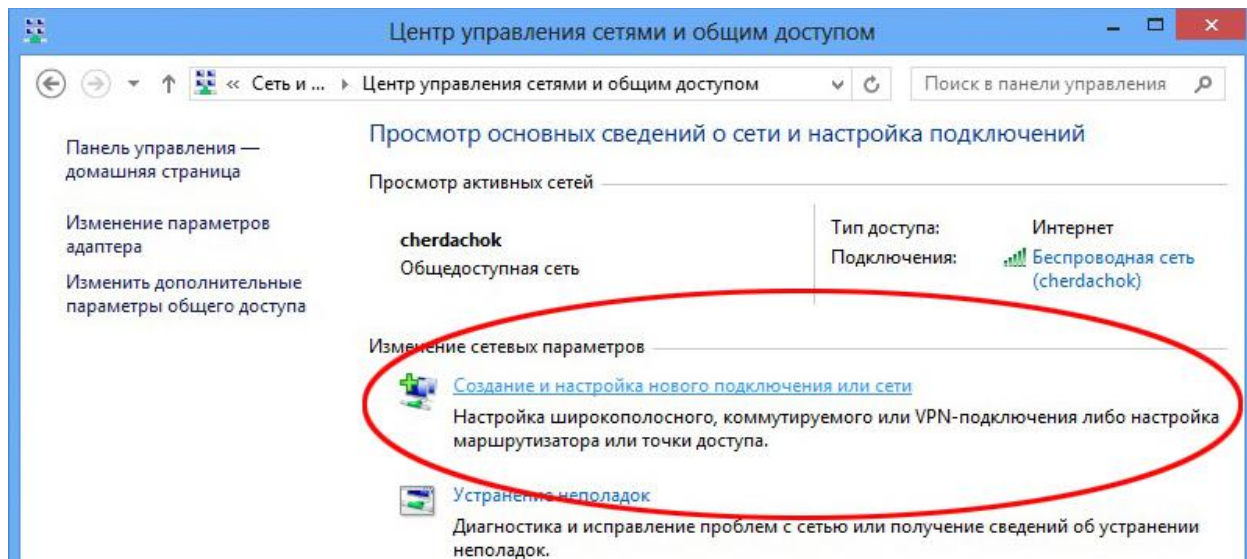 Центр управления сетями и общим доступом
« Сеть и ... Центр управления сетями и общим доступом
Поиск в панели управления
Панель управления —
домашняя страница
Изменение параметров
адаптера
Изменить дополнительные
параметры общего доступа
Просмотр основных сведений о сети и настройка подключений
Просмотр активных сетей
cherdachok
Общедоступная сеть
Тип доступа: Интернет
Подключения: Беспроводная сеть
(cherdachok)
Изменение сетевых параметров
Создание и настройка нового подключения или сети
Настройка широкополосного, коммутируемого или VPN-подключения либо настройка
маршрутизатора или точки доступа.
Устранение неполадок
Диагностика и исправление проблем с сетью или получение сведений об устранении
неполадок.